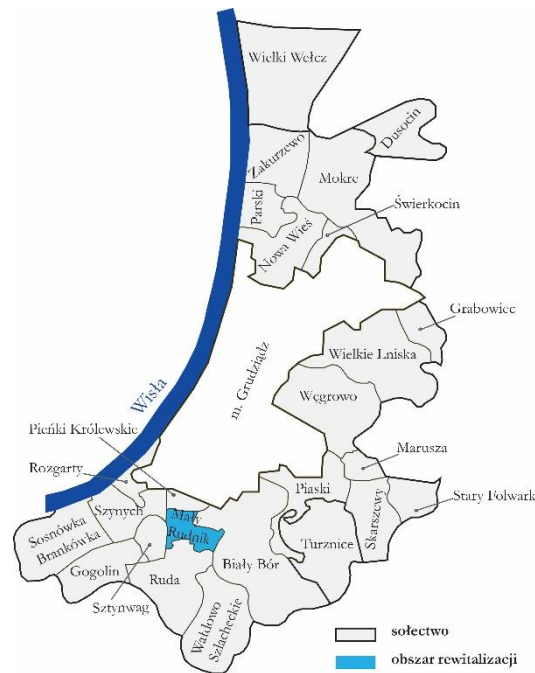 Wielki Wełcz
Dusocin
Zakurzewo
Mokre
Parski
Świerkocin
Nowa Wieś
Grabowiec
Wielkie Lniska
m. Grudziądz
Węgrowo
Wisła
Pieńki Królewskie
Marusza
Rozgarty
Piaski
Stary Folwark
Szynych
Mały
Rudnik
Skarszewy
Sosnówka
Brankówka
Turznice
Biały Bór
Gogolin
Ruda
Sztynwag
Wałdowo
Szlacheckie
sołectwo
obszar rewitalizacji